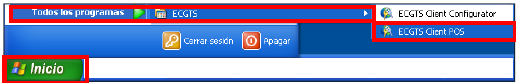 Todos los programas
ECGTS
ECGTS Client Configurator
ECGTS Client POS
Cerrar sesión
Apagar
Inicio